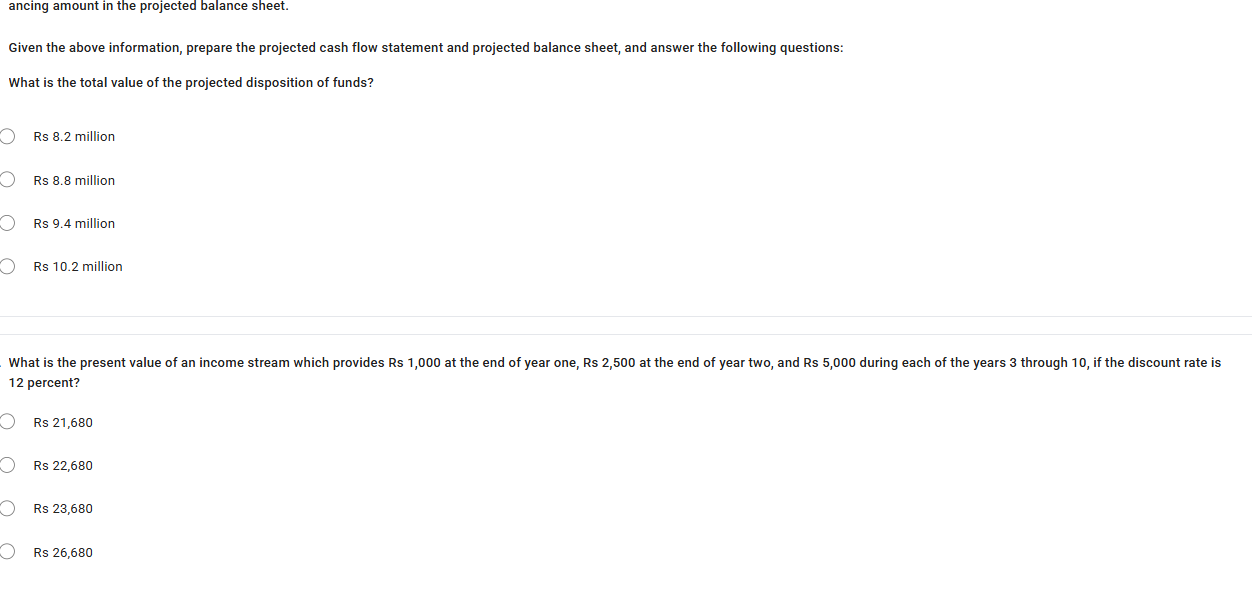 ancing amount in the projected balance sheet.
Given the above information, prepare the projected cash flow statement and projected balance sheet, and answer the following questions:
What is the total value of the projected disposition of funds?
Rs 8.2 million
Rs 8.8 million
Rs 9.4 million
Rs 10.2 million
What is the present value of an income stream which provides Rs 1,000 at the end of year one, Rs 2,500 at the end of year two, and Rs 5,000 during each of the years 3 through 10, if the discount rate is
12 percent?
Rs 21,680
Rs 22,680
Rs 23,680
Rs 26,680